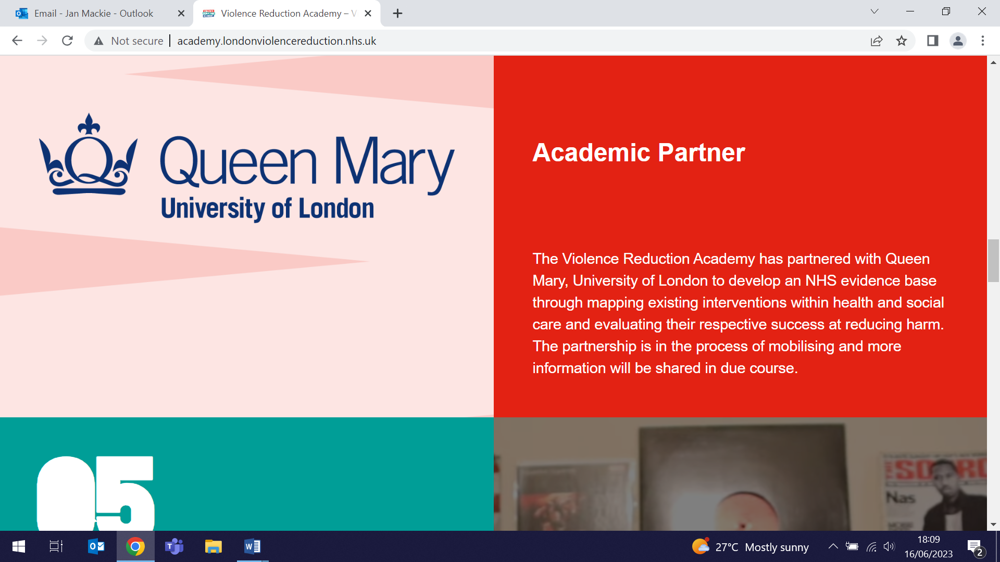 Email - Jan Mackie - Outlook
Violence Reduction Academy – V
Not secure
academy.londonviolencereduction.nhs.uk
Queen Mary
University of London
Academic Partner
The Violence Reduction Academy has partnered with Queen
Mary, University of London to develop an NHS evidence base
through mapping existing interventions within health and social
care and evaluating their respective success at reducing harm.
The partnership is in the process of mobilising and more
information will be shared in due course.
05
Nas
27°C Mostly sunny
18:09
16/06/2023
2